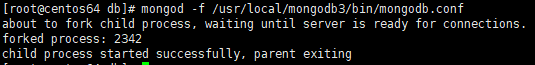 [root@centos64 db]# mongod -f /usr/local/mongodb3/bin/mongodb.conf
about to fork child process, waiting until server is ready for connections.
forked process: 2342
child process started successfully, parent exiting